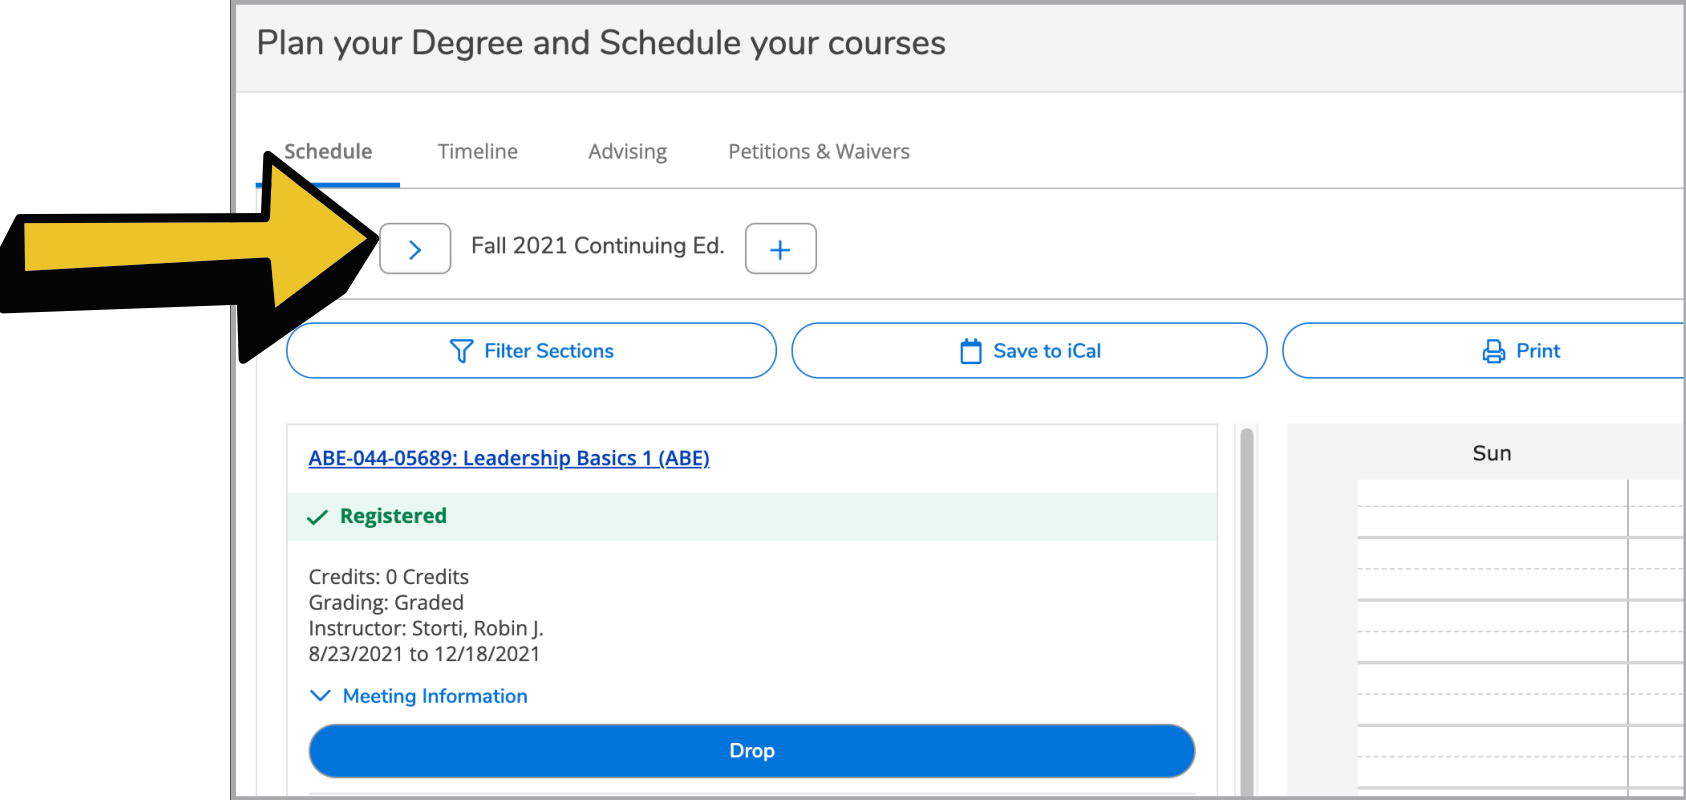 Plan your Degree and Schedule your courses
Schedule Timeline Advising Petitions & Waivers
Fall 2021 Continuing Ed.
Filter Sections Save to iCal Print
ABE-044-05689: Leadership Basics 1 (ABE)
Sun
Registered
Credits: 0 Credits
Grading: Graded
Instructor: Storti, Robin J.
8/23/2021 to 12/18/2021
Meeting Information
Drop